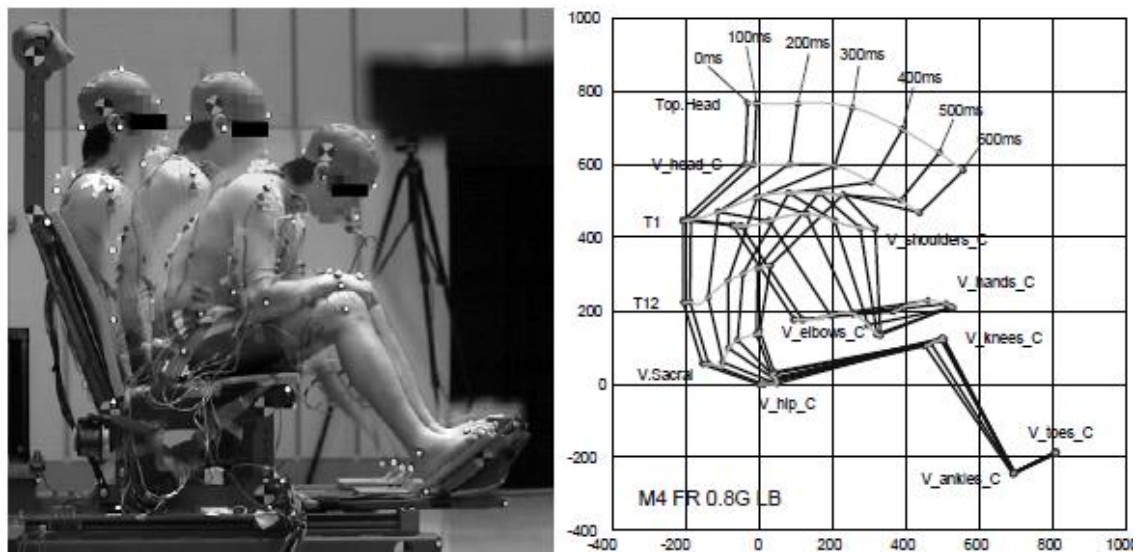 1000
800
600
400
200
0
-200
-400
-400
-200
0
200
400
600
800
1000
0ms
100ms
200ms
300ms
400ms
500ms
600ms
Top.Head
V_head_C
T1
V_shoulders_C
T12
V_hands_C
V_elbows_C
V_knees_C
V.Sacral
V_hip_C
V_toes_C
V_ankles_C
M4 FR 0.8G LB